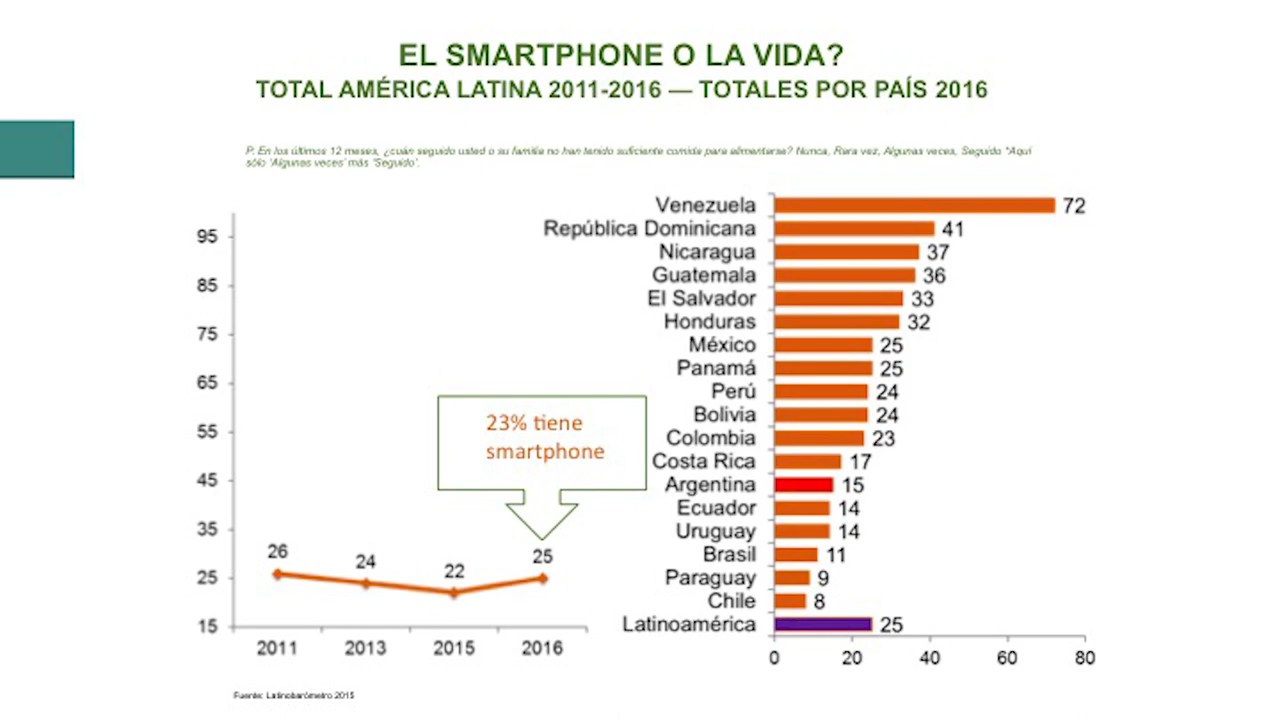 EL SMARTPHONE O LA VIDA?
TOTAL AMÉRICA LATINA 2011-2016 — TOTALES POR PAÍS 2016
P. En los últimos 12 meses, ¿cuán seguido usted o su familia no han tenido suficiente comida para alimentarse? Nunca, Rara vez, Algunas veces, Seguido *Aquí
sólo 'Algunas veces' más 'Seguido'.
95
85
75
65
55
45
35
25
15
26
24
22
25
2011
2013
2015
2016
23% tiene
smartphone
Venezuela 72
República Dominicana 41
Nicaragua 37
Guatemala 36
El Salvador 33
Honduras 32
México 25
Panamá 25
Perú 24
Bolivia 24
Colombia 23
Costa Rica 17
Argentina 15
Ecuador 14
Uruguay 14
Brasil 11
Paraguay 9
Chile 8
Latinoamérica 25
0 20 40 60 80
Fuente: Latinobarómetro 2015